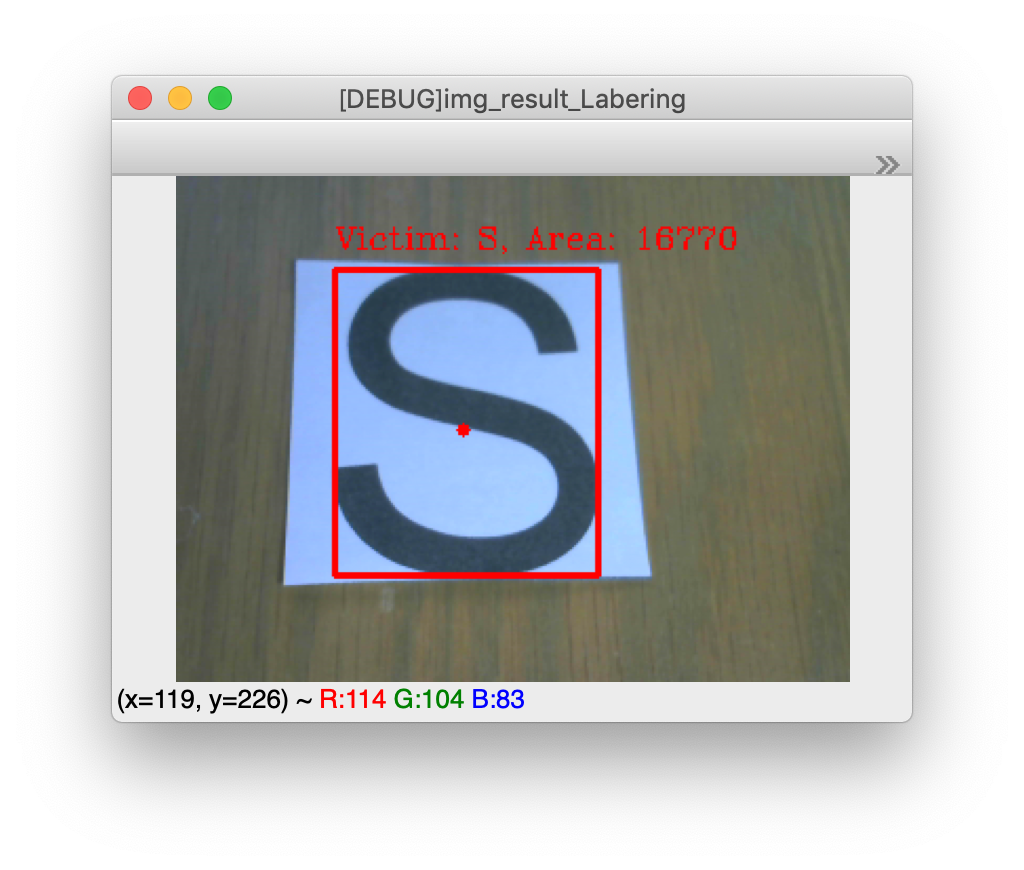 [DEBUG]img_result_Labering
Victim: S, Area: 16770
S
(x=119, y=226) ~ R:114 G:104 B:83